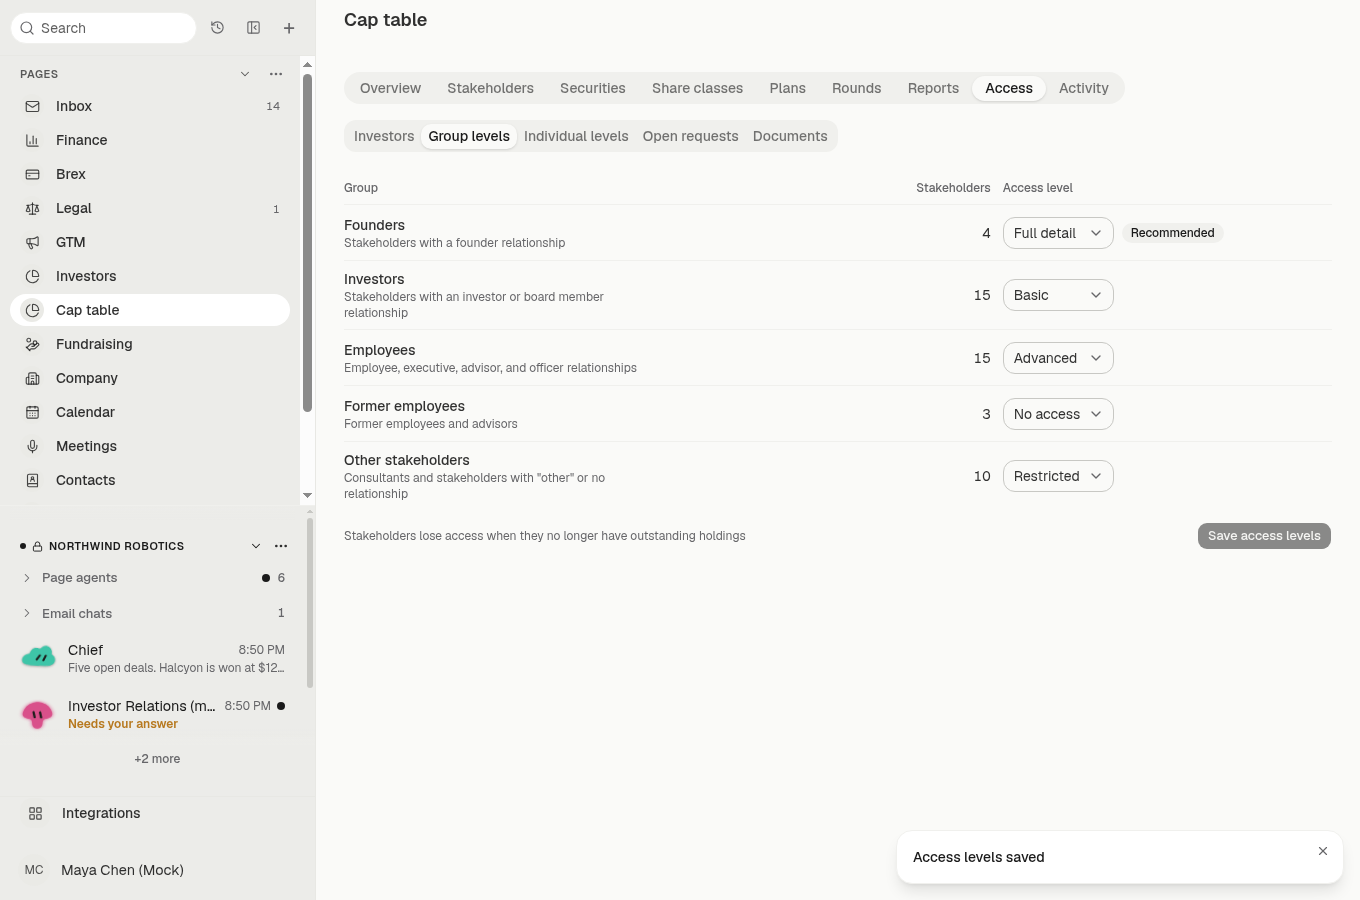 Search
PAGES
Inbox 14
Finance
Brex
Legal 1
GTM
Investors
Cap table
Fundraising
Company
Calendar
Meetings
Contacts
NORTHWIND ROBOTICS
Page agents 6
Email chats 1
Chief 8:50 PM
Five open deals. Halcyon is won at $12...
Investor Relations (m... 8:50 PM
Needs your answer
+2 more
Integrations
MC Maya Chen (Mock)
Cap table
Overview Stakeholders Securities Share classes Plans Rounds Reports Access Activity
Investors Group levels Individual levels Open requests Documents
Group Stakeholders Access level
Founders
Stakeholders with a founder relationship
4 Full detail Recommended
Investors
Stakeholders with an investor or board member
relationship
15 Basic
Employees
Employee, executive, advisor, and officer relationships
15 Advanced
Former employees
Former employees and advisors
3 No access
Other stakeholders
Consultants and stakeholders with "other" or no
relationship
10 Restricted
Stakeholders lose access when they no longer have outstanding holdings
Save access levels
Access levels saved